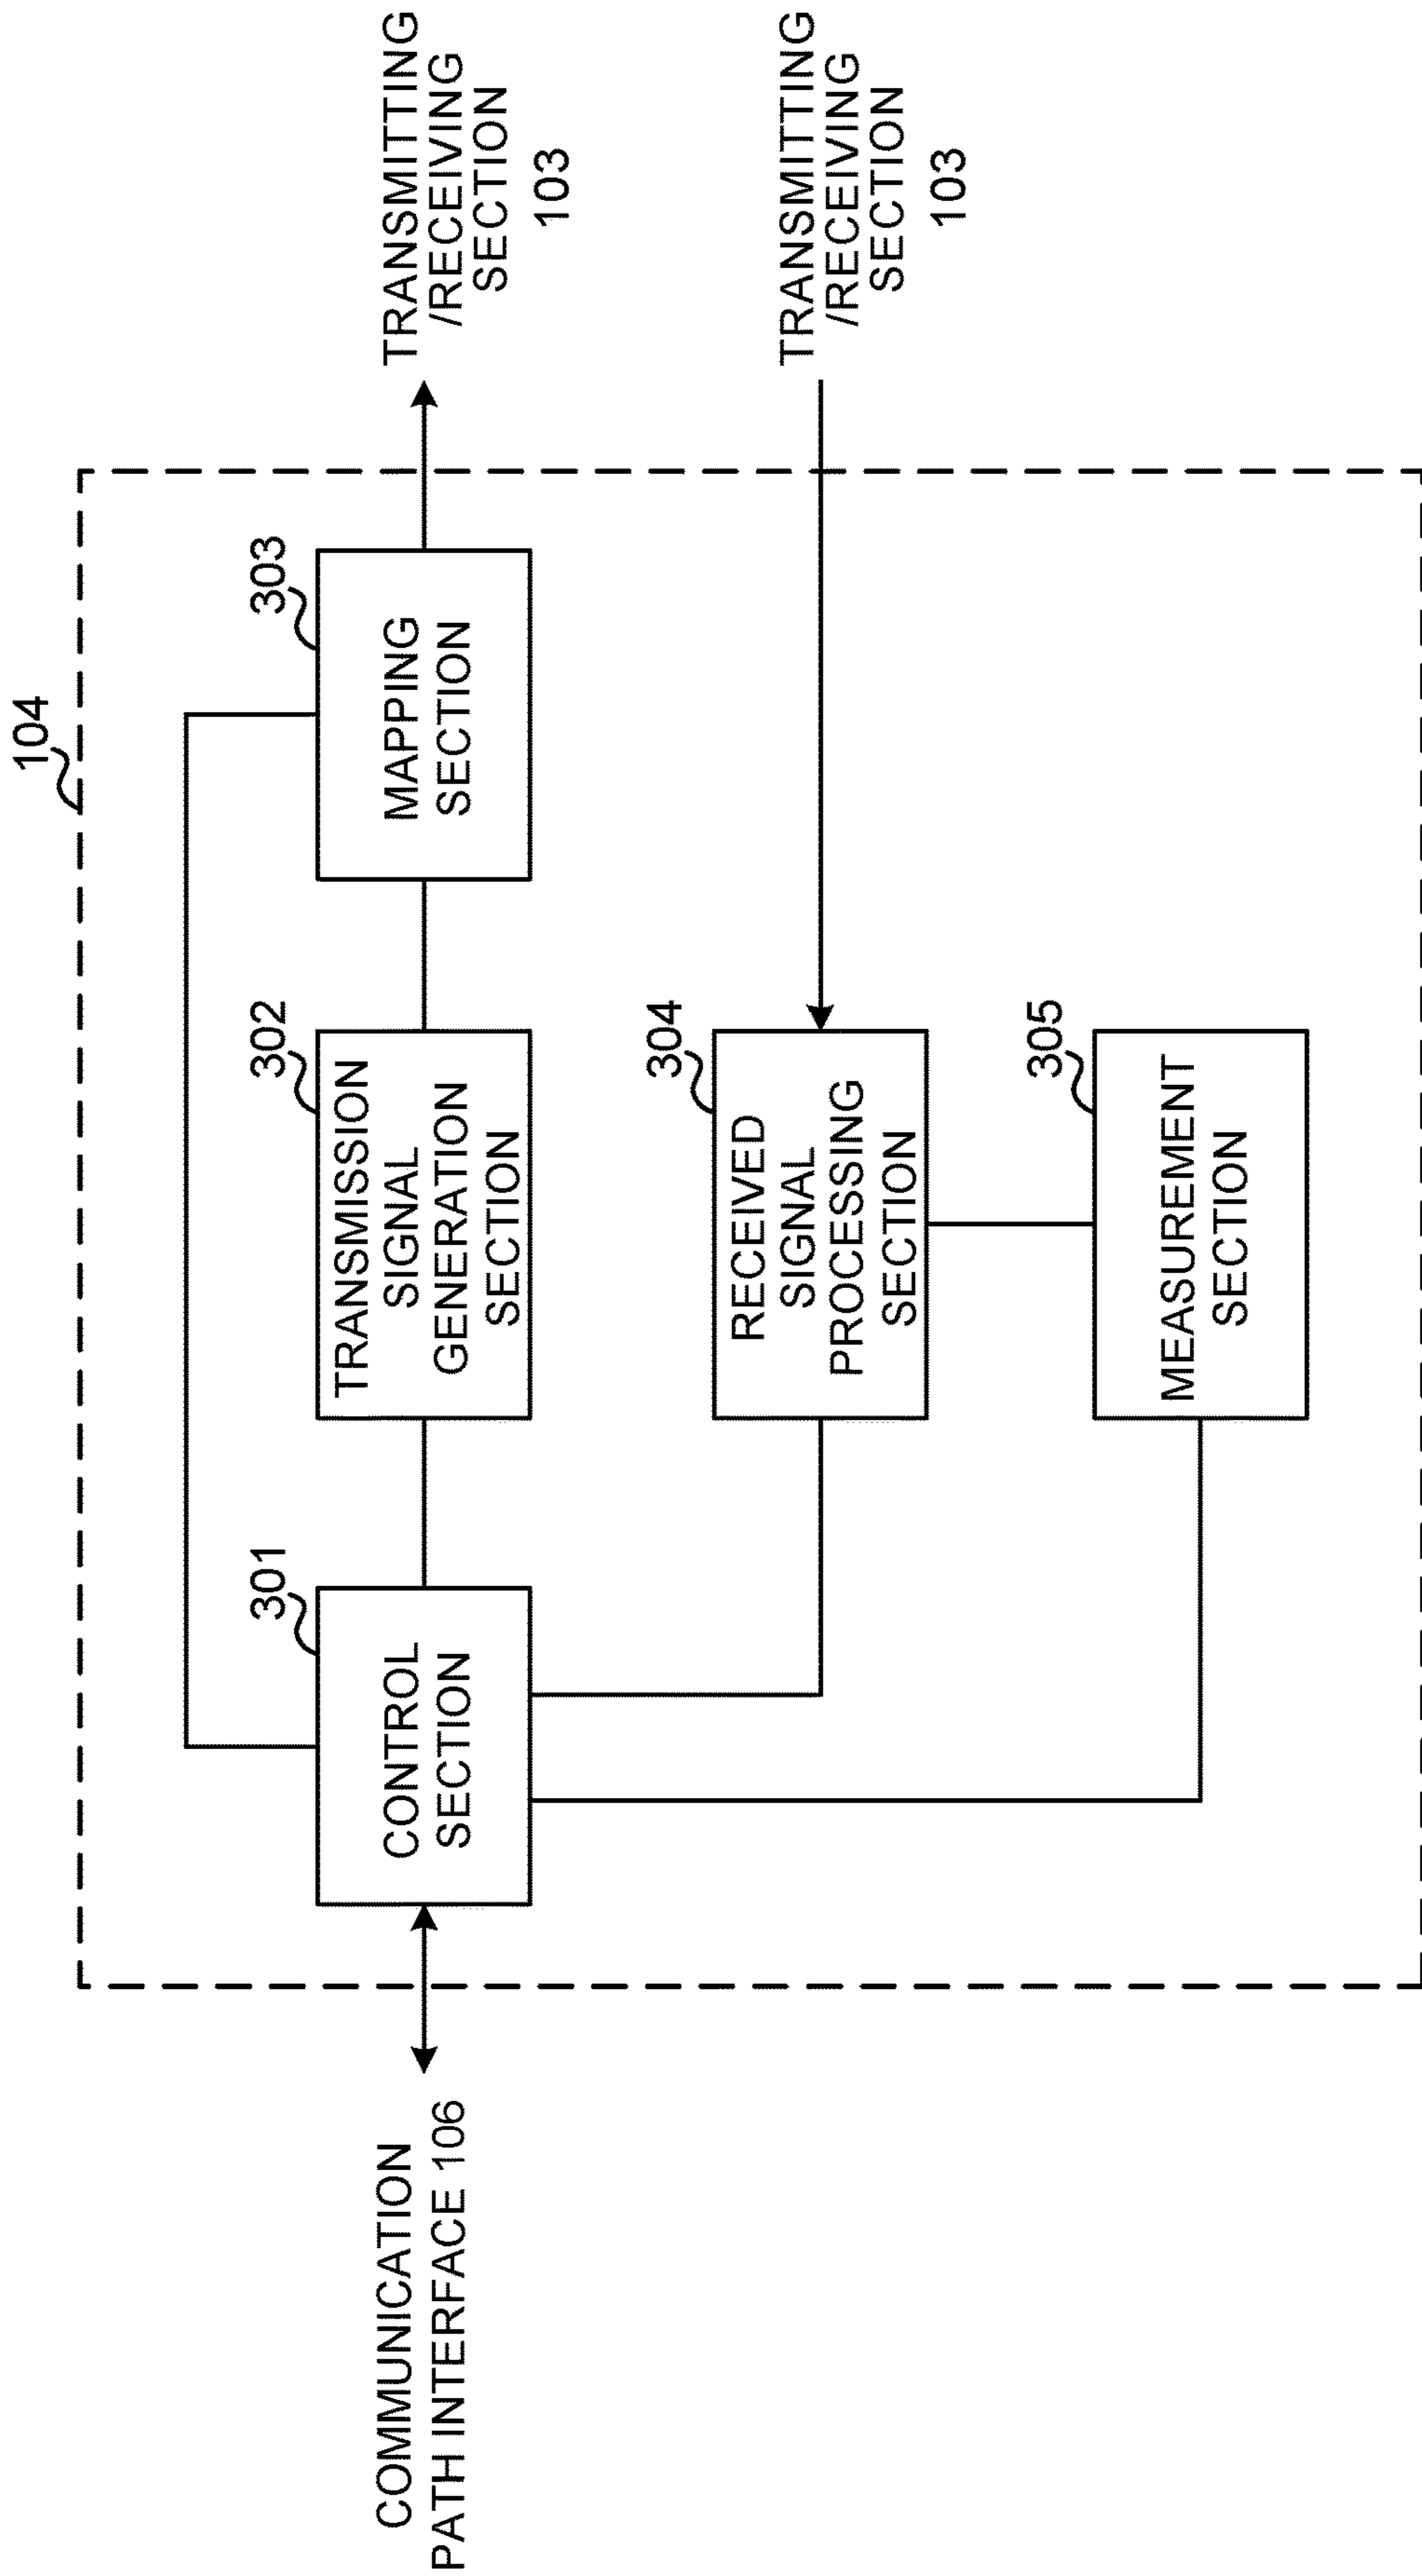 104
301
302
303
COMMUNICATION
PATH INTERFACE 106
CONTROL
SECTION
TRANSMISSION
SIGNAL
GENERATION
SECTION
MAPPING
SECTION
TRANSMITTING
/RECEIVING
SECTION
103
304
RECEIVED
SIGNAL
PROCESSING
SECTION
TRANSMITTING
/RECEIVING
SECTION
103
305
MEASUREMENT
SECTION